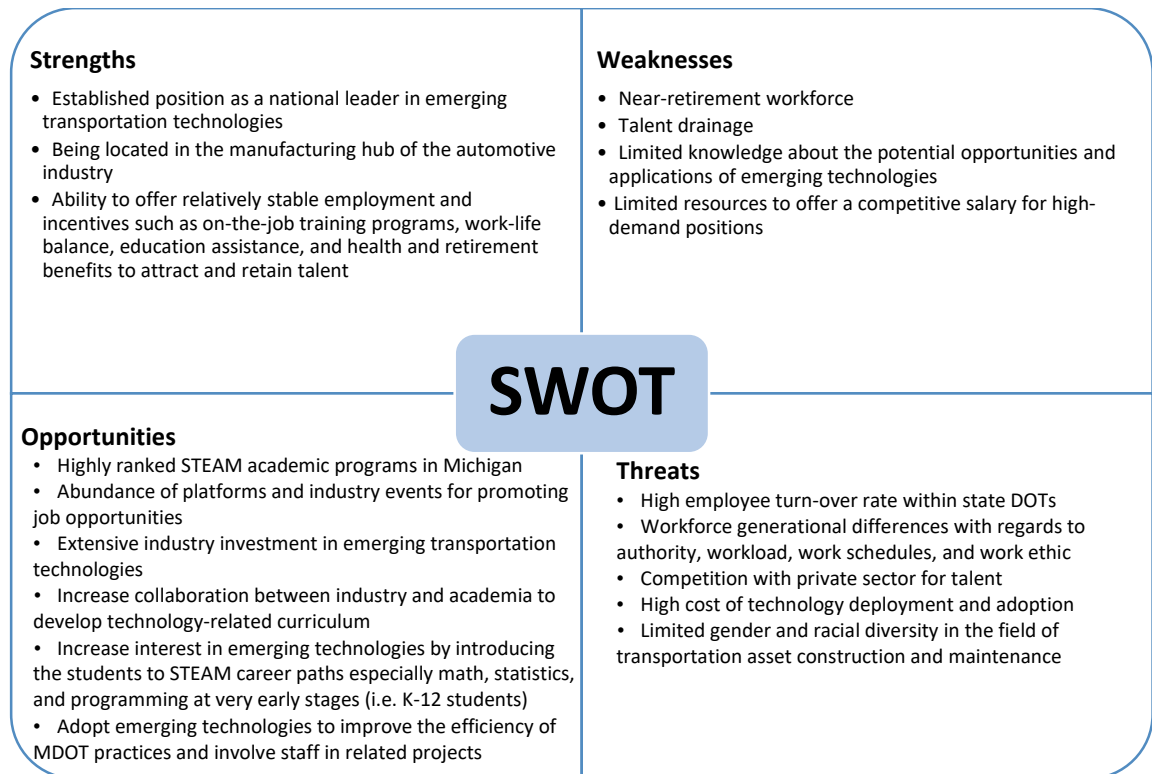 Strengths
• Established position as a national leader in emerging
transportation technologies
• Being located in the manufacturing hub of the automotive
industry
• Ability to offer relatively stable employment and
incentives such as on-the-job training programs, work-life
balance, education assistance, and health and retirement
benefits to attract and retain talent
Weaknesses
• Near-retirement workforce
• Talent drainage
• Limited knowledge about the potential opportunities and
applications of emerging technologies
• Limited resources to offer a competitive salary for high-
demand positions
SWOT
Opportunities
• Highly ranked STEAM academic programs in Michigan
• Abundance of platforms and industry events for promoting
job opportunities
• Extensive industry investment in emerging transportation
technologies
• Increase collaboration between industry and academia to
develop technology-related curriculum
• Increase interest in emerging technologies by introducing
the students to STEAM career paths especially math, statistics,
and programming at very early stages (i.e. K-12 students)
• Adopt emerging technologies to improve the efficiency of
MDOT practices and involve staff in related projects
Threats
• High employee turn-over rate within state DOTs
• Workforce generational differences with regards to
authority, workload, work schedules, and work ethic
• Competition with private sector for talent
• High cost of technology deployment and adoption
• Limited gender and racial diversity in the field of
transportation asset construction and maintenance